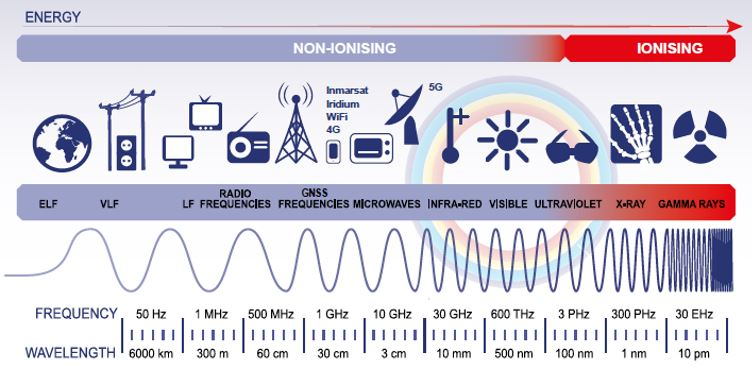 ENERGY
NON-IONISING
IONISING
Inmarsat
Iridium
WiFi
4G
5G
ELF
VLF
LF
RADIO
FREQUENCIES
GNSS
FREQUENCIES
MICROWAVES
INFRA-RED
VISIBLE
ULTRAVIOLET
X-RAY
GAMMA RAYS
FREQUENCY 50 Hz 1 MHz 500 MHz 1 GHz 10 GHz 30 GHz 600 THz 3 PHz 300 PHz 30 EHz
WAVELENGTH 6000 km 300 m 60 cm 30 cm 3 cm 10 mm 500 nm 100 nm 1 nm 10 pm